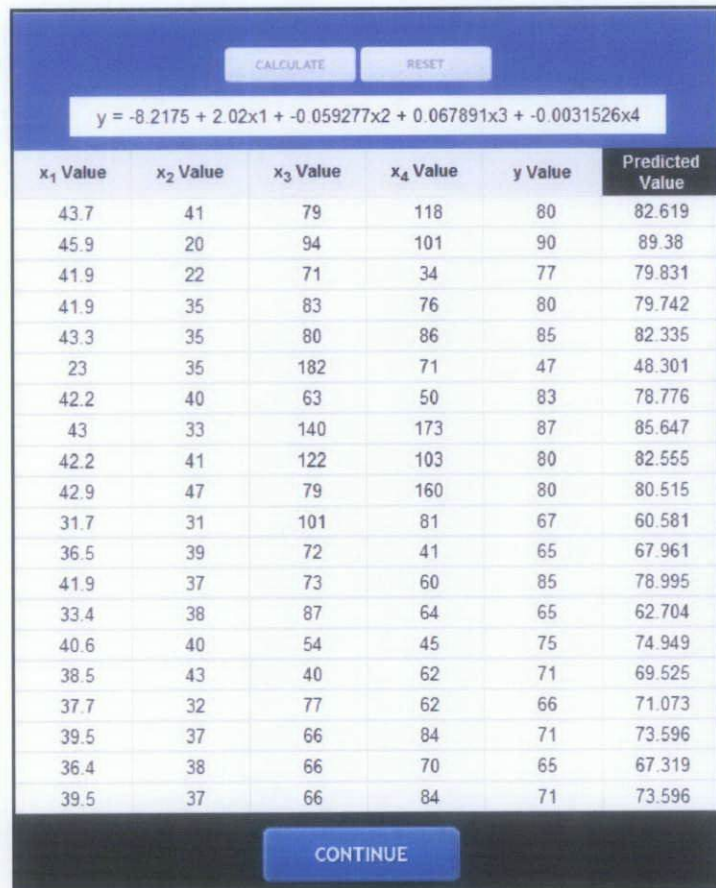 CALCULATE RESET
y = -8.2175 + 2.02x1 + -0.059277x2 + 0.067891x3 + -0.0031526x4
x1 Value x2 Value x3 Value x4 Value y Value Predicted Value
43.7 41 79 118 80 82.619
45.9 20 94 101 90 89.38
41.9 22 71 34 77 79.831
41.9 35 83 76 80 79.742
43.3 35 80 86 85 82.335
23 35 182 71 47 48.301
42.2 40 63 50 83 78.776
43 33 140 173 87 85.647
42.2 41 122 103 80 82.555
42.9 47 79 160 80 80.515
31.7 31 101 81 67 60.581
36.5 39 72 41 65 67.961
41.9 37 73 60 85 78.995
33.4 38 87 64 65 62.704
40.6 40 54 45 75 74.949
38.5 43 40 62 71 69.525
37.7 32 77 62 66 71.073
39.5 37 66 84 71 73.596
36.4 38 66 70 65 67.319
39.5 37 66 84 71 73.596
CONTINUE